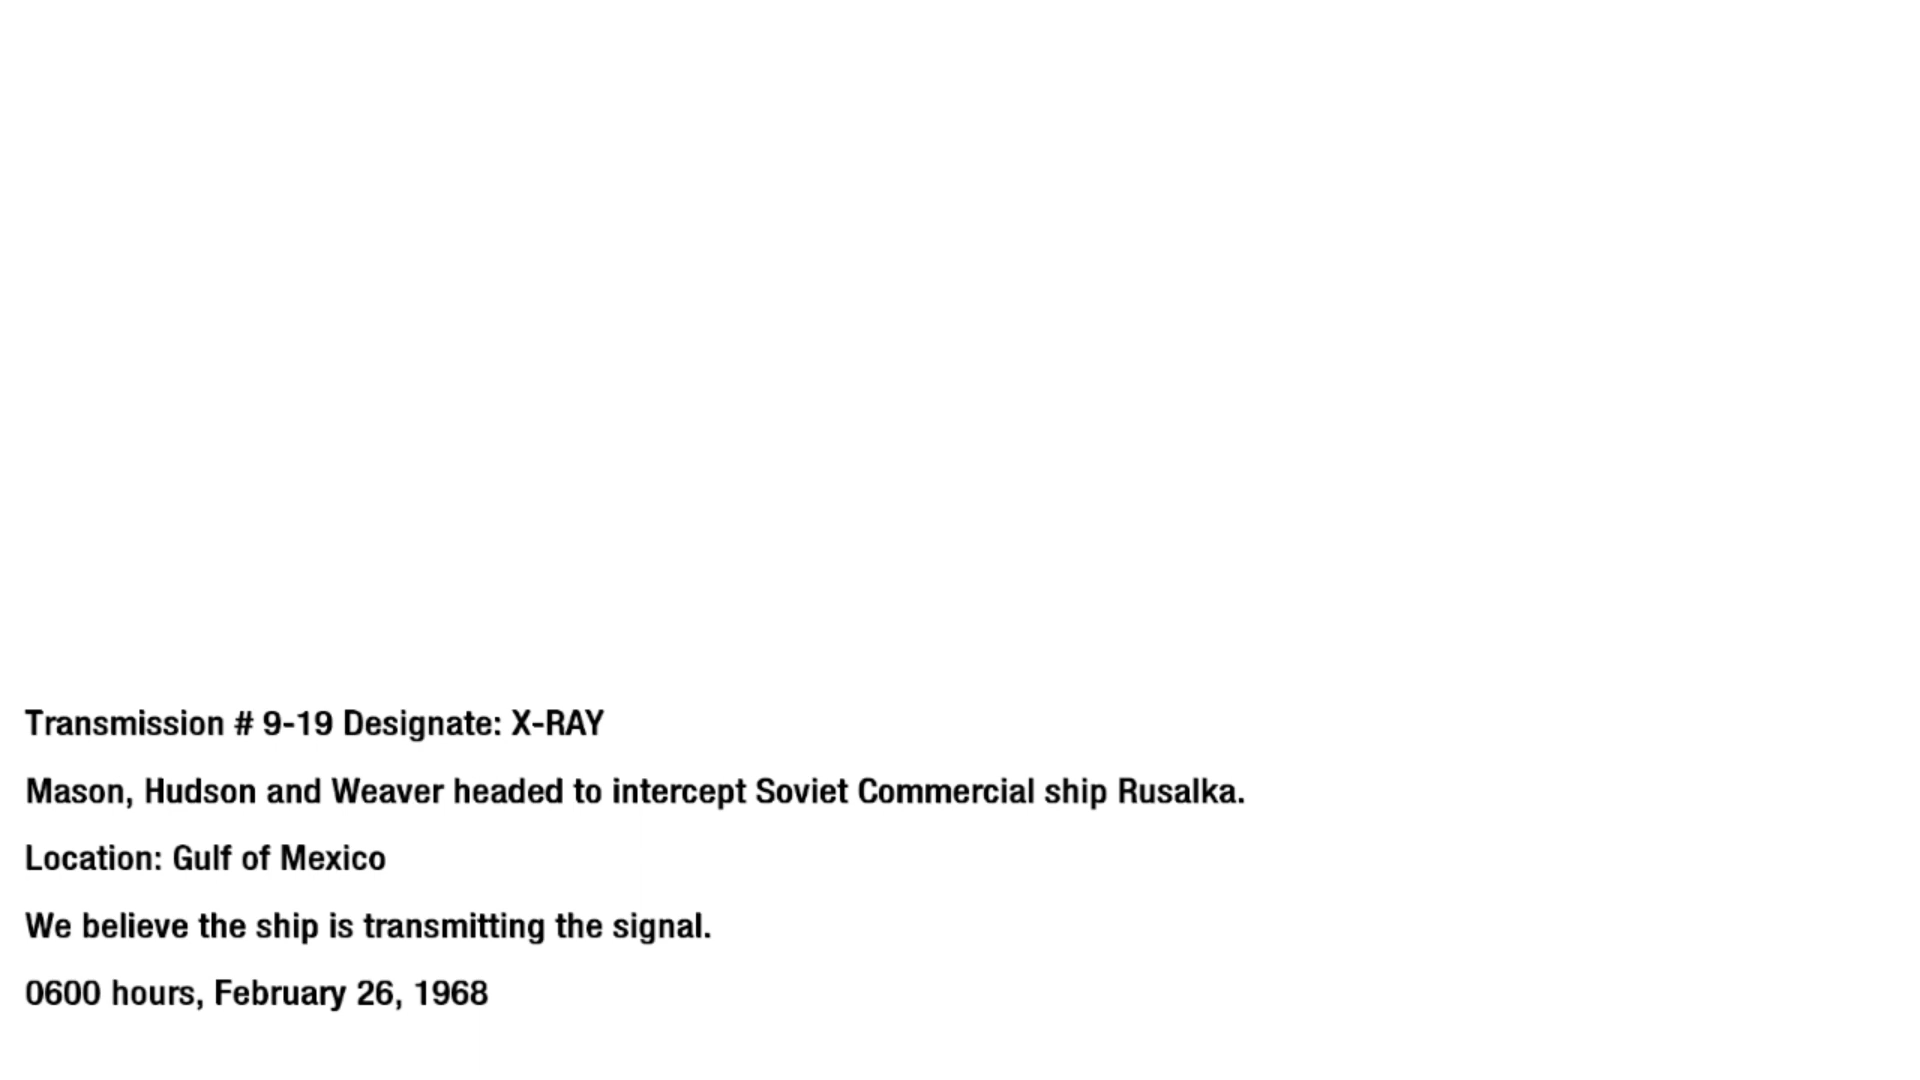 Transmission # 9-19 Designate: X-RAY
Mason, Hudson and Weaver headed to intercept Soviet Commercial ship Rusalka.
Location: Gulf of Mexico
We believe the ship is transmitting the signal.
0600 hours, February 26, 1968